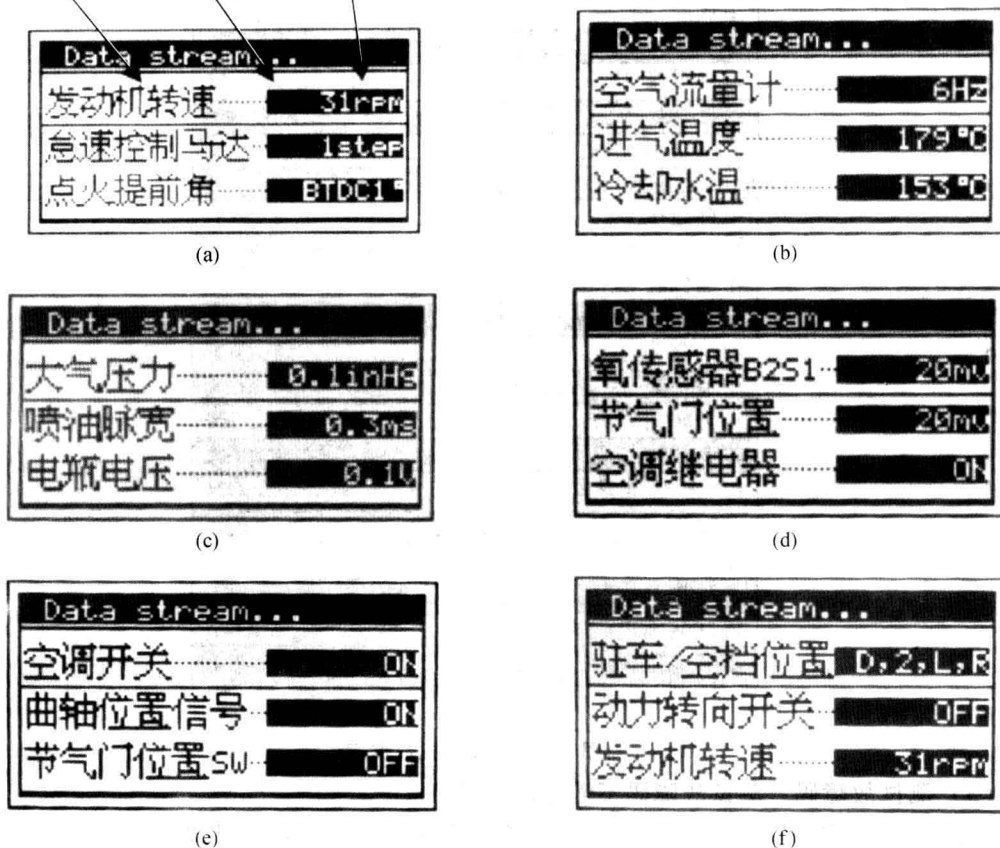 Data stream...
发动机转速 31rpm
怠速控制马达 1step
点火提前角 BTDC1°
(a)
Data stream...
空气流量计 6Hz
进气温度 179℃
冷却水温 153℃
(b)
Data stream...
大气压力 0.1inHg
喷油脉宽 0.3ms
电瓶电压 0.1V
(c)
Data stream...
氧传感器B2S1 20mv
节气门位置 20mv
空调继电器 ON
(d)
Data stream...
空调开关 ON
曲轴位置信号 ON
节气门位置SW OFF
(e)
Data stream...
驻车/空挡位置 D,2,L,R
动力转向开关 OFF
发动机转速 31rpm
(f)